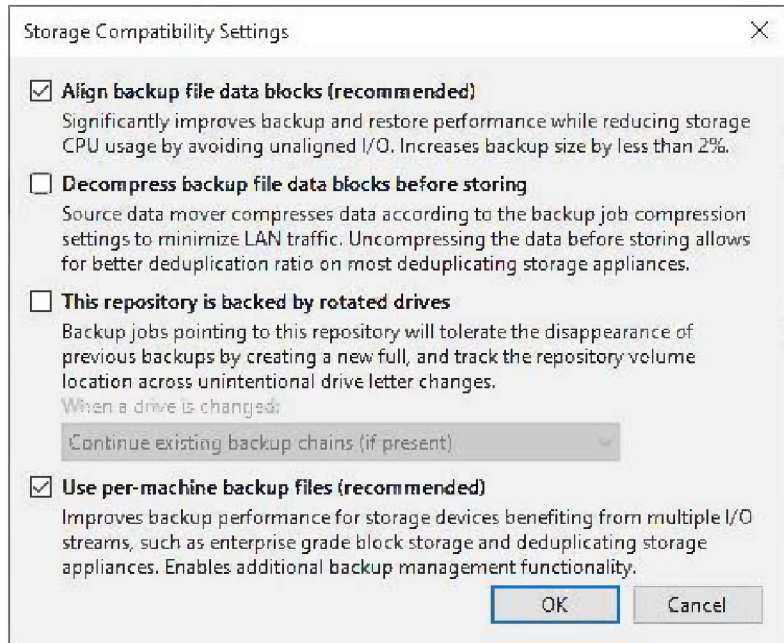 Storage Compatibility Settings
Align backup file data blocks (recommended)
Significantly improves backup and restore performance while reducing storage
CPU usage by avoiding unaligned I/O. Increases backup size by less than 2%.
Decompress backup file data blocks before storing
Source data mover compresses data according to the backup job compression
settings to minimize LAN traffic. Uncompressing the data before storing allows
for better deduplication ratio on most deduplicating storage appliances.
This repository is backed by rotated drives
Backup jobs pointing to this repository will tolerate the disappearance of
previous backups by creating a new full, and track the repository volume
location across unintentional drive letter changes.
When a drive is changed:
Continue existing backup chains (if present)
Use per-machine backup files (recommended)
Improves backup performance for storage devices benefiting from multiple I/O
streams, such as enterprise grade block storage and deduplicating storage
appliances. Enables additional backup management functionality.
OK Cancel